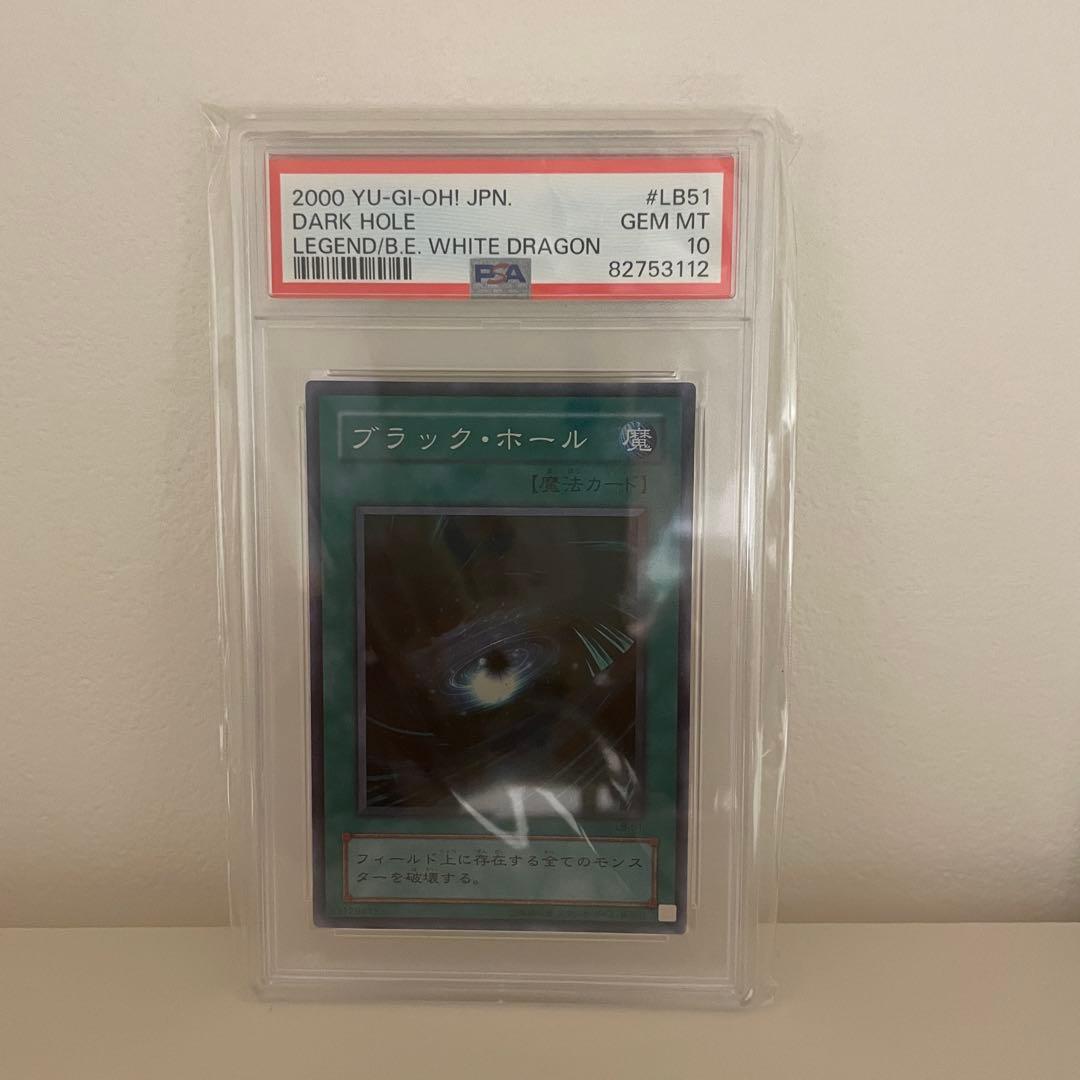 2000 YU-GI-OH! JPN. #LB51
DARK HOLE GEM MT
LEGEND/B.E. WHITE DRAGON 10
PSA 82753112
ブラック・ホール 魔
【魔法カード】
フィールド上に存在する全てのモンス
ターを破壊する。